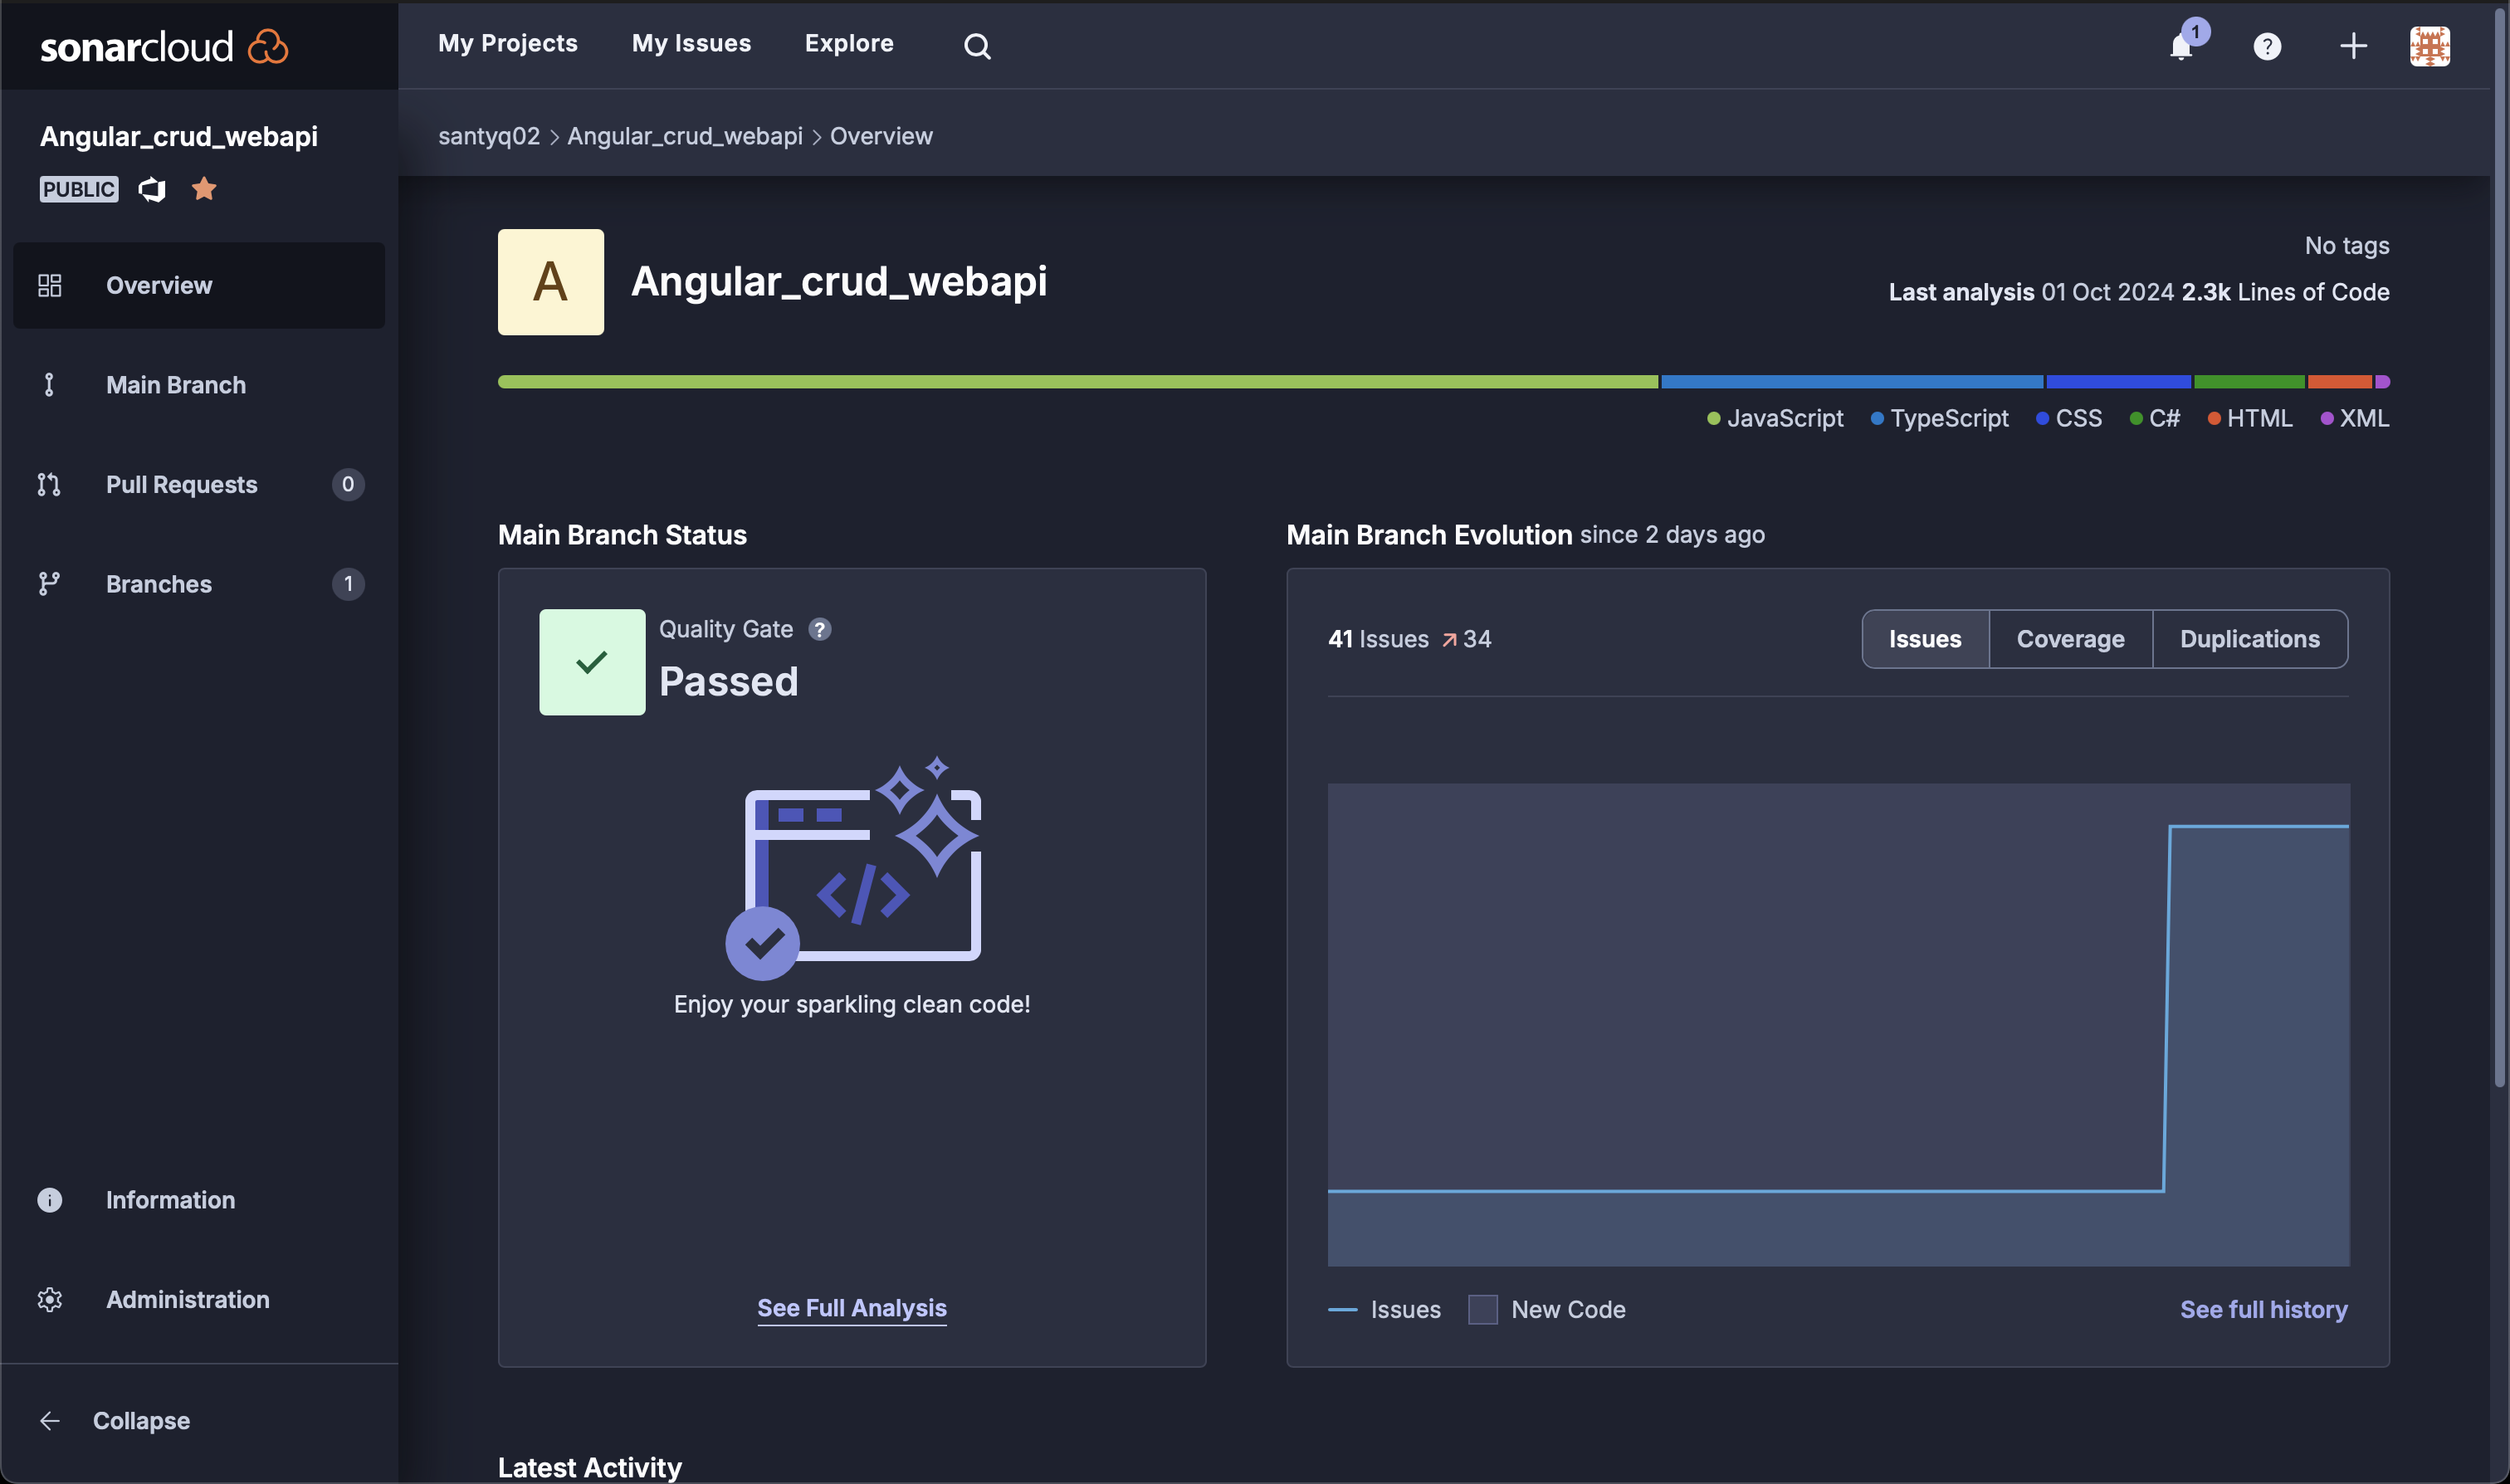 sonarcloud
My Projects My Issues Explore
1
?
Angular_crud_webapi
PUBLIC
Overview
Main Branch
Pull Requests 0
Branches 1
Information
Administration
Collapse
santyq02 > Angular_crud_webapi > Overview
A
Angular_crud_webapi
No tags
Last analysis 01 Oct 2024 2.3k Lines of Code
JavaScript TypeScript CSS C# HTML XML
Main Branch Status
Quality Gate ?
Passed
</>
Enjoy your sparkling clean code!
See Full Analysis
Main Branch Evolution since 2 days ago
41 Issues 34
Issues Coverage Duplications
Issues New Code
See full history
Latest Activity